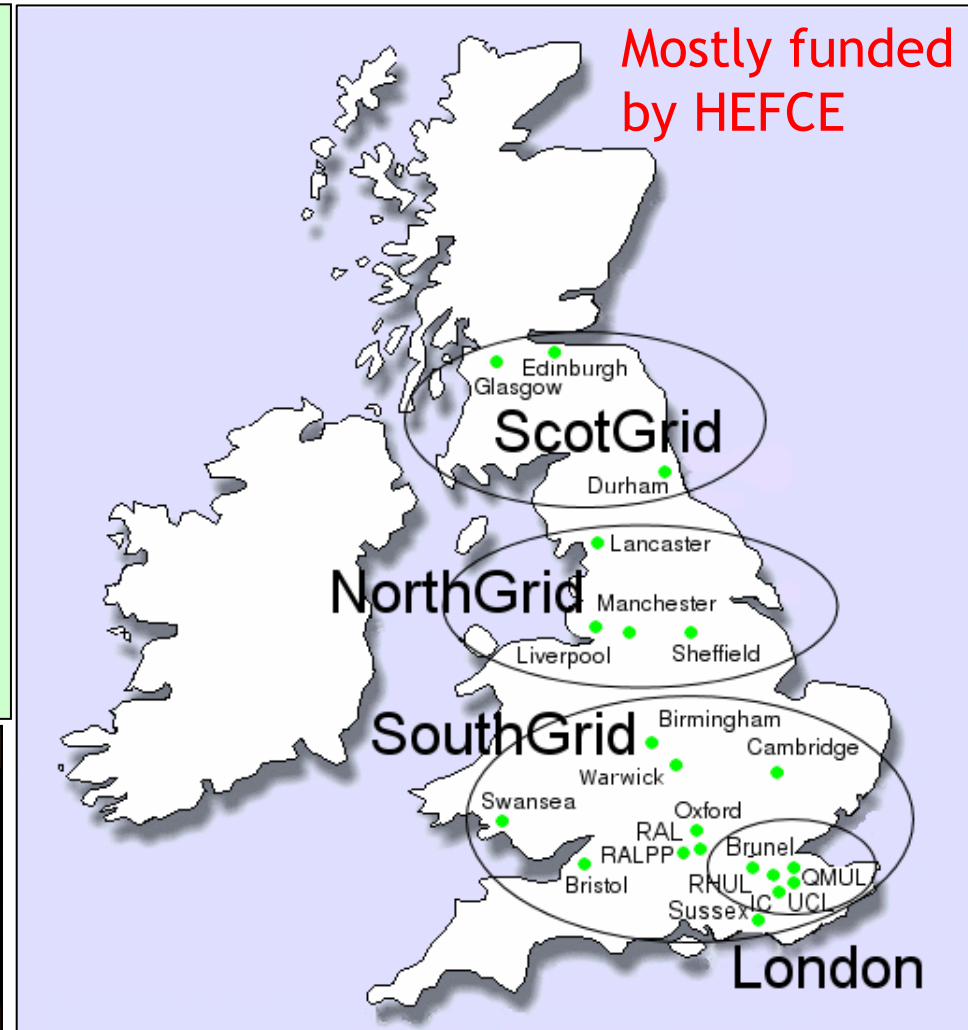 Mostly funded
by HEFCE
Edinburgh
Glasgow
ScotGrid
Durham
Lancaster
NorthGrid
Manchester
Liverpool
Sheffield
SouthGrid
Birmingham
Cambridge
Warwick
Swansea
Oxford
RAL
RALPP
Brunel
Bristol
RHUL
QMUL
IC
UCL
Sussex
London